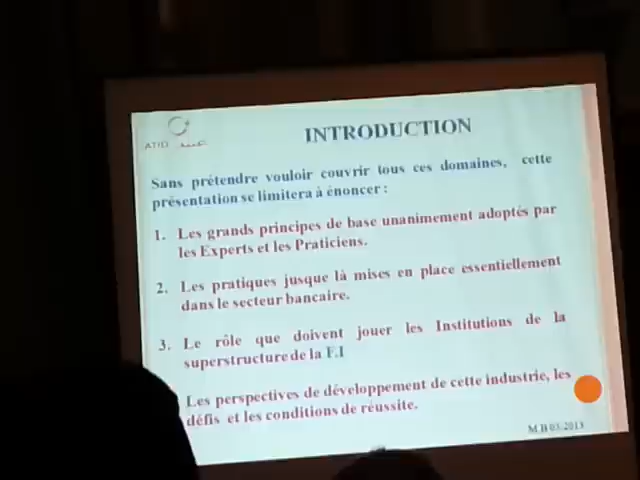 ATID
INTRODUCTION
Sans prétendre vouloir couvrir tous ces domaines, cette
présentation se limitera à énoncer :
1. Les grands principes de base unanimement adoptés par
les Experts et les Praticiens.
2. Les pratiques jusque là mises en place essentiellement
dans le secteur bancaire.
3. Le rôle que doivent jouer les Institutions de la
superstructure de la F.I
Les perspectives de développement de cette industrie, les
défis et les conditions de réussite.
M.B 03/2013